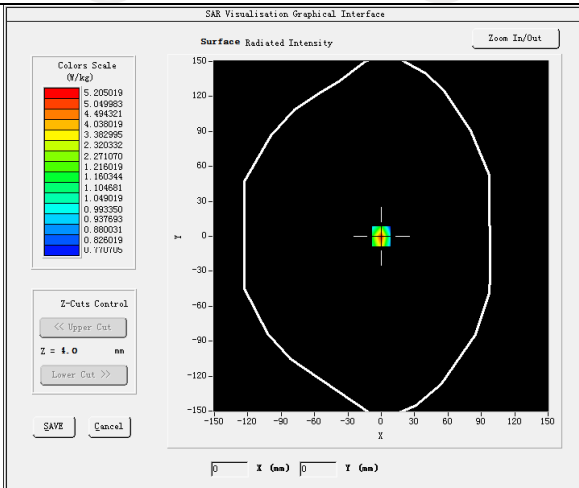 SAR Visualisation Graphical Interface
Surface Radiated Intensity
Zoom In/Out
Colors Scale
(W/kg)
5.205019
5.049983
4.494321
4.038019
3.382995
2.320332
2.271070
1.216019
1.160344
1.104681
1.049019
0.993350
0.937693
0.880031
0.826019
0.770705
150
120
90
60
30
0
-30
-60
-90
-120
-150
Y
-150 -120 -90 -60 -30 0 30 60 90 120 150
X
Z-Cuts Control
<< Upper Cut
Z = 4.0 mm
Lower Cut >>
SAVE Cancel
0 X (mm) 0 Y (mm)